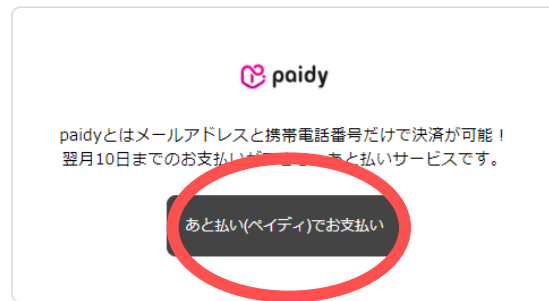 paidy
paidyとはメールアドレスと携帯電話番号だけで決済が可能！
翌月10日までのお支払いが あと払いサービスです。
あと払い(ペイディ)でお支払い